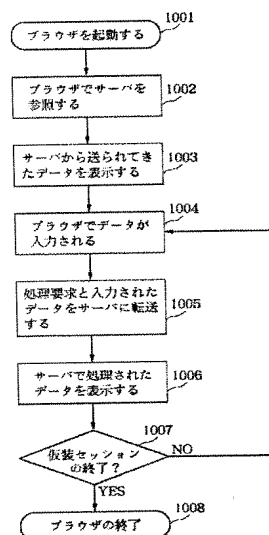 1001
ブラウザを起動する
1002
ブラウザでサーバを
参照する
1003
サーバから送られてき
たデータを表示する
1004
ブラウザでデータが
入力される
1005
処理要求と入力された
データをサーバに転送
する
1006
サーバで処理された
データを表示する
1007
仮装セッション
の終了？
NO
YES
1008
ブラウザの終了